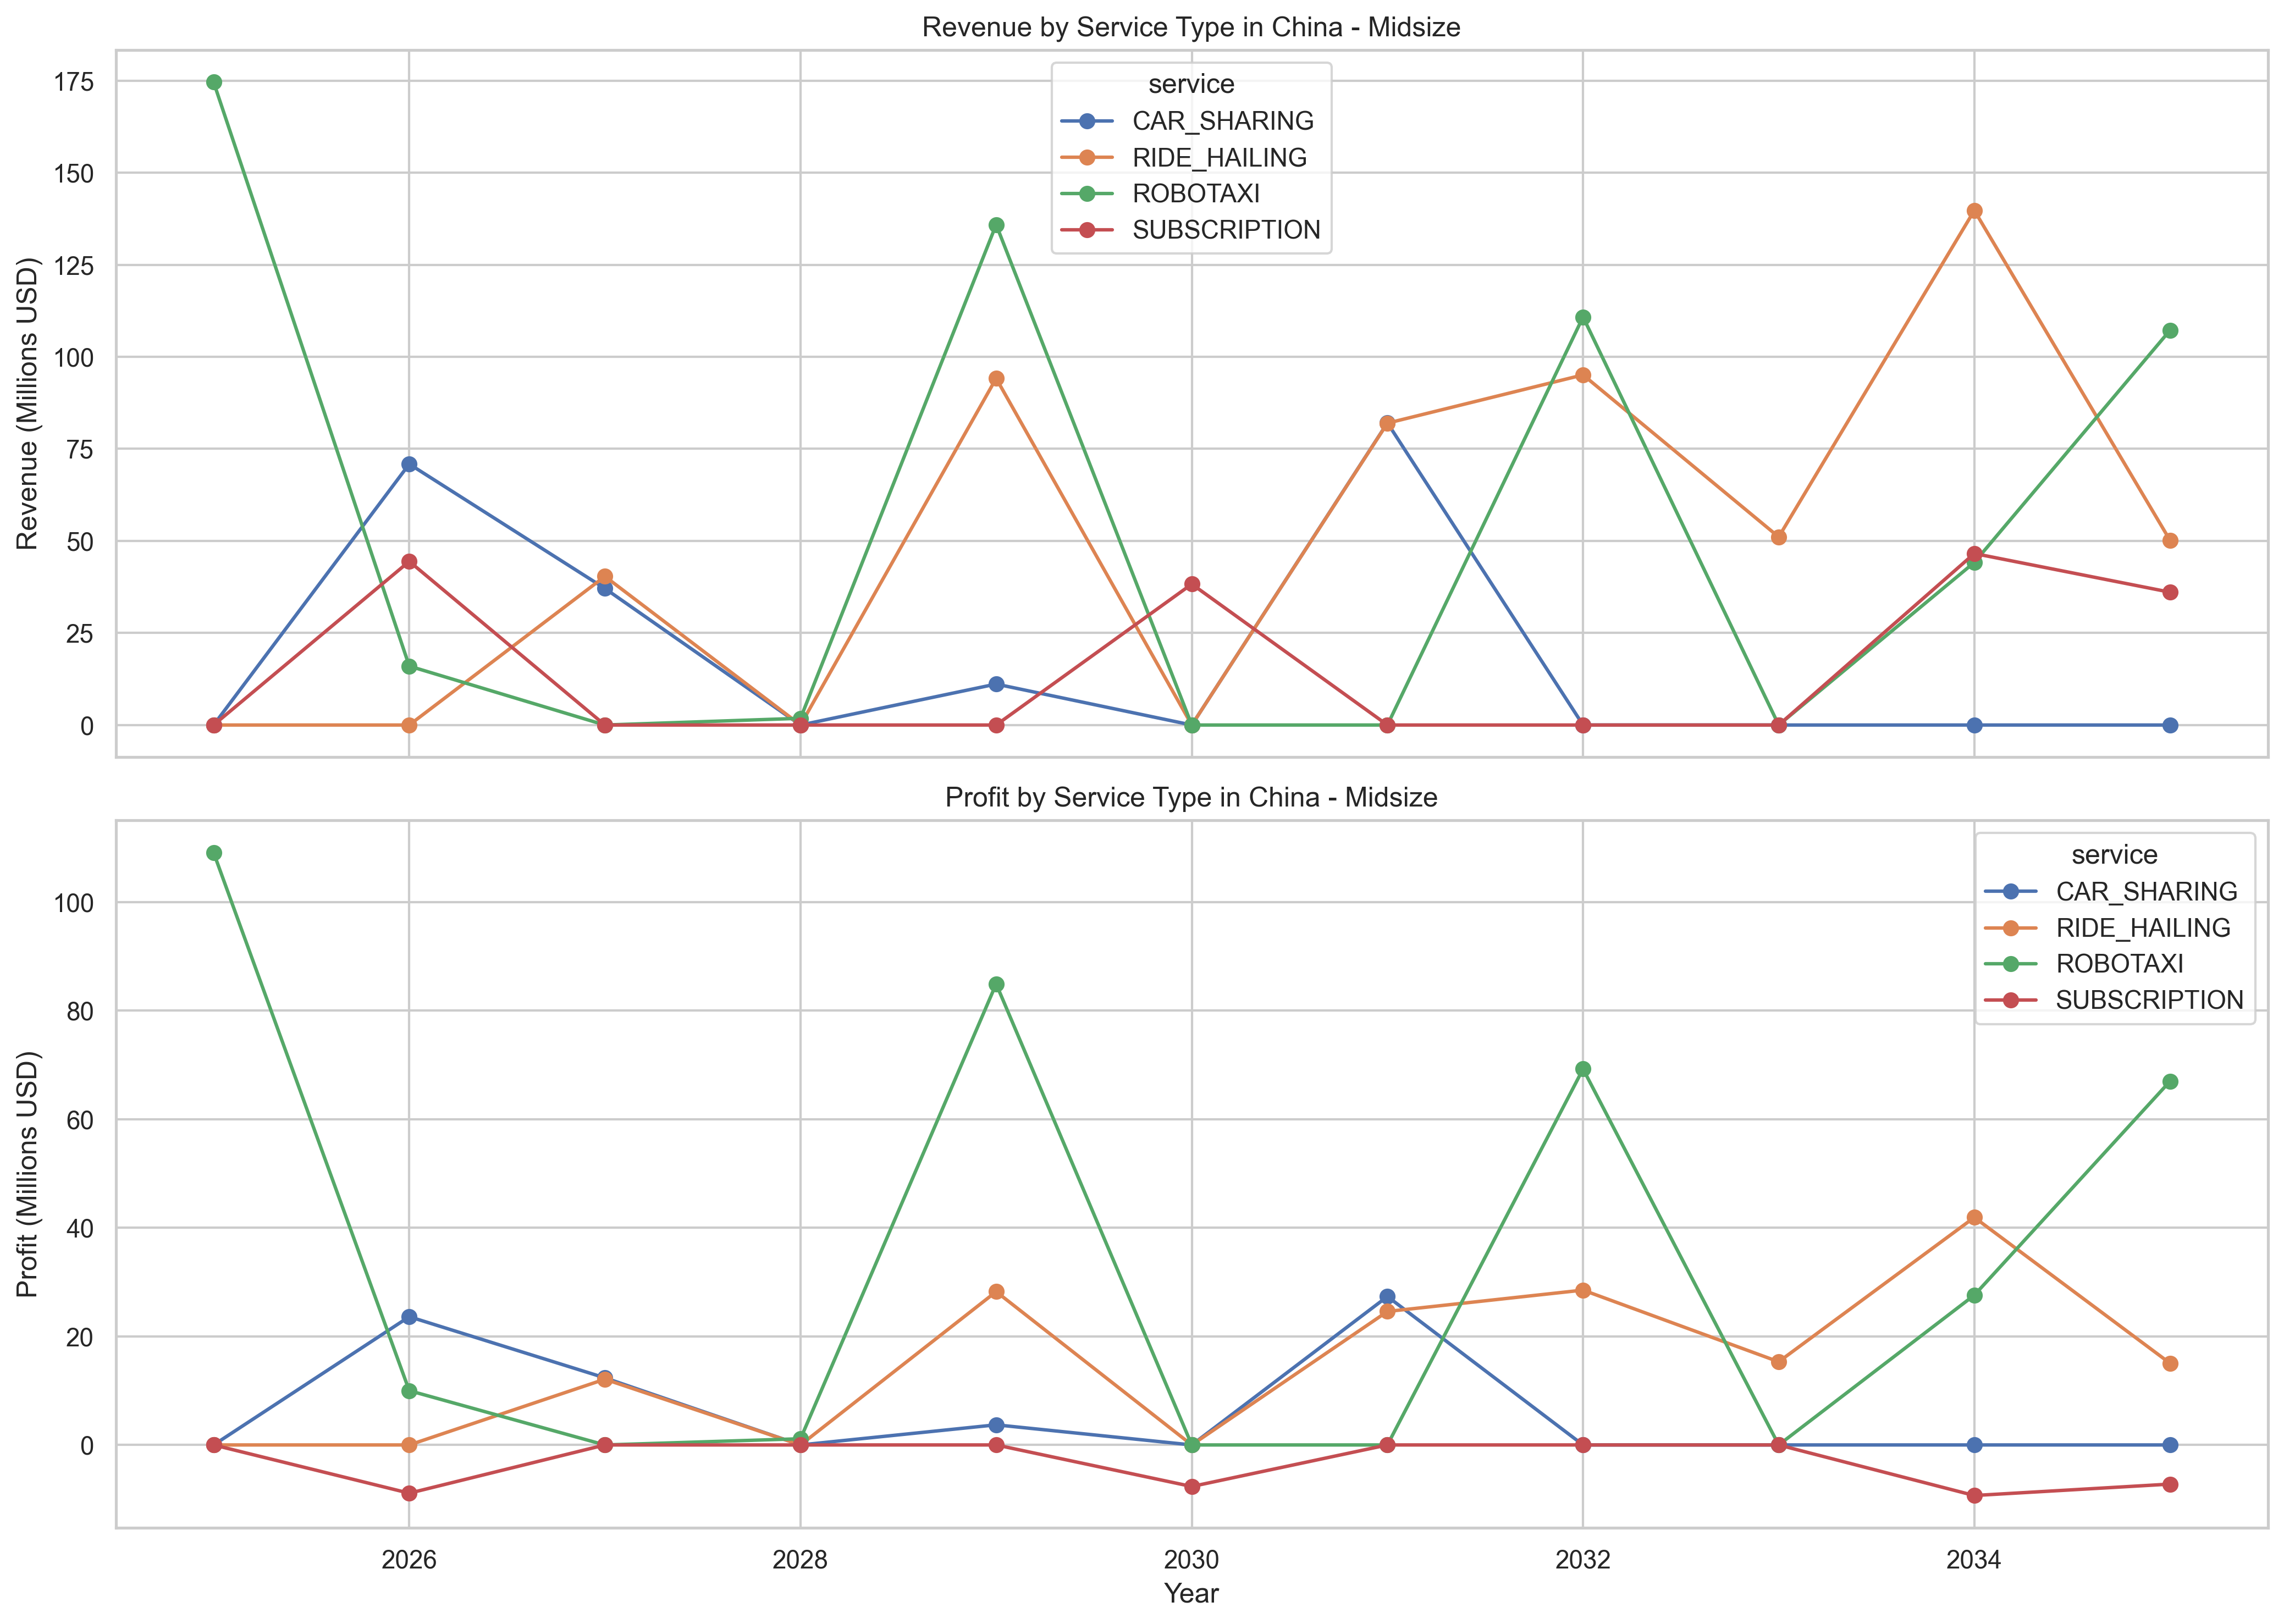 Revenue by Service Type in China - Midsize
Revenue (Millions USD)
175
150
125
100
75
50
25
0
service
CAR_SHARING
RIDE_HAILING
ROBOTAXI
SUBSCRIPTION
Profit by Service Type in China - Midsize
Profit (Millions USD)
100
80
60
40
20
0
service
CAR_SHARING
RIDE_HAILING
ROBOTAXI
SUBSCRIPTION
2026 2028 2030 2032 2034
Year